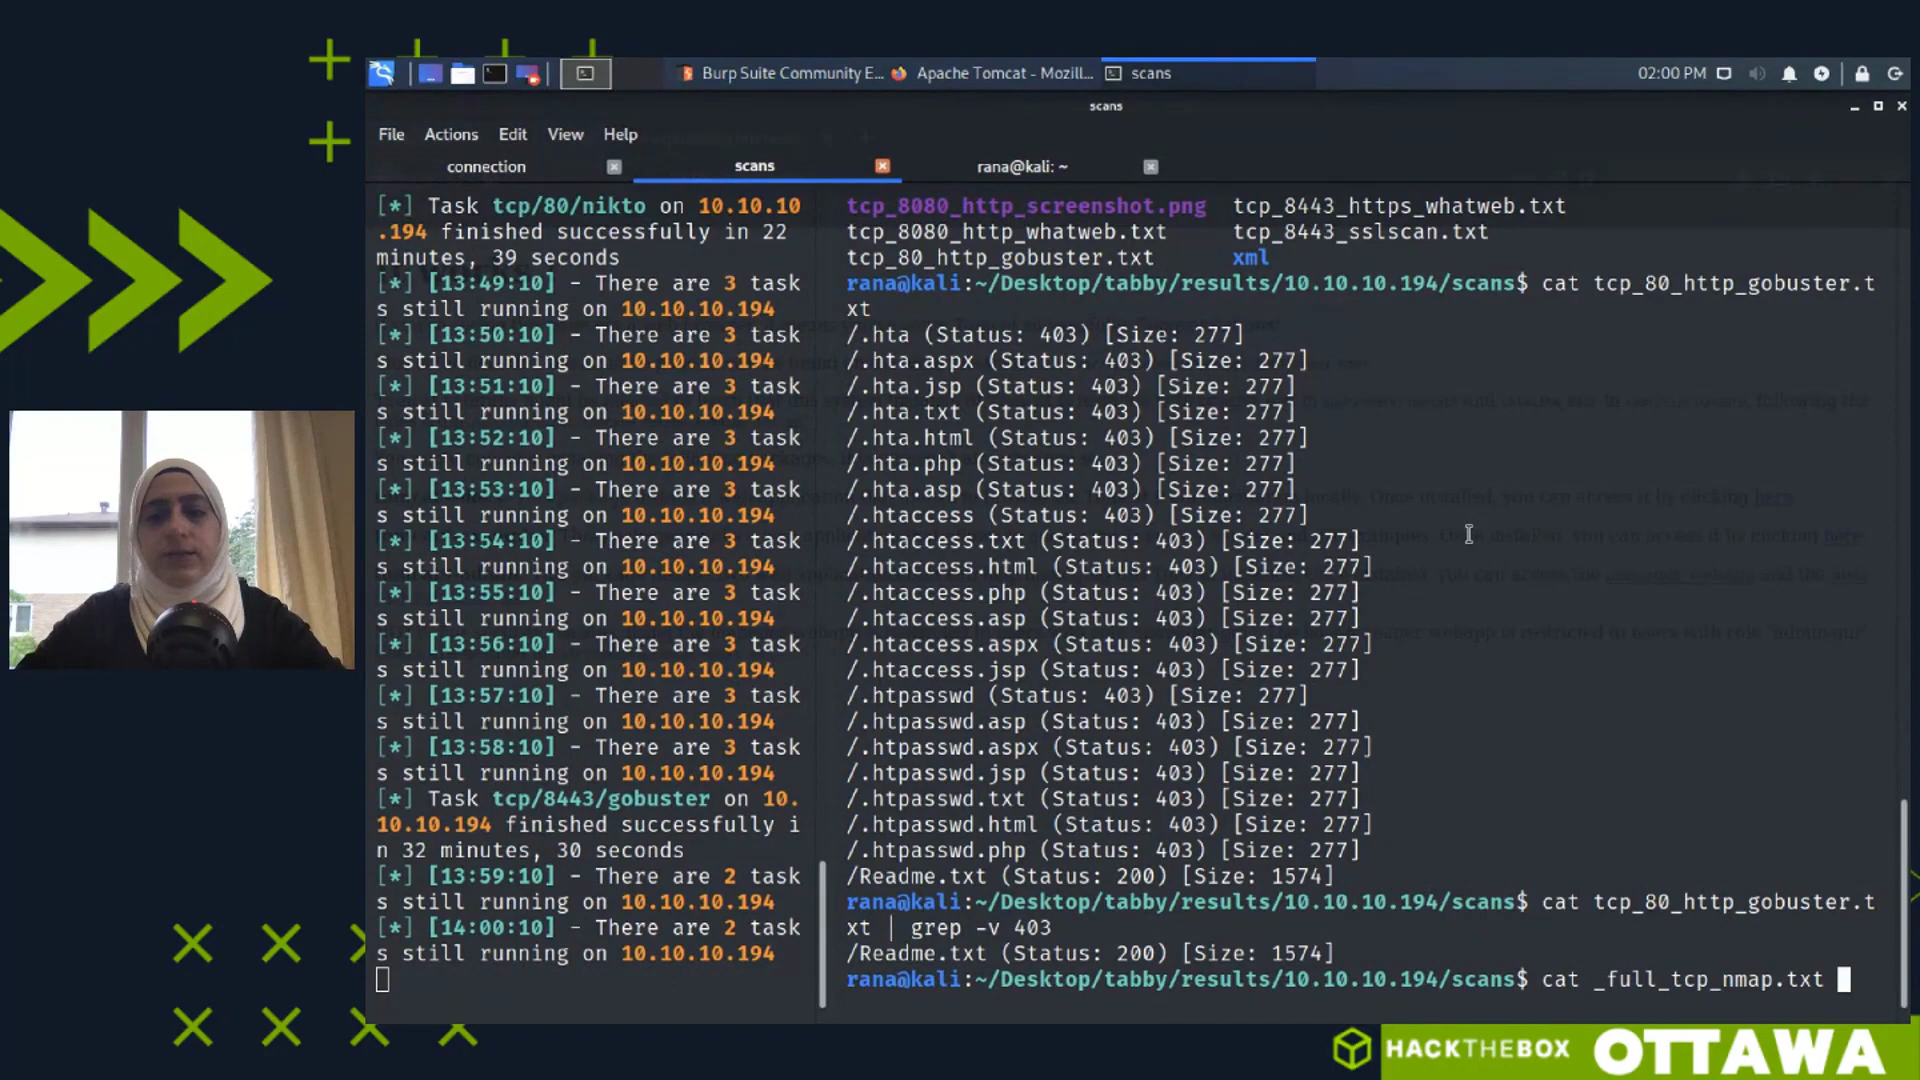 Burp Suite Community E... Apache Tomcat - Mozill... scans 02:00 PM
scans
File Actions Edit View Help
connection scans rana@kali: ~
[*] Task tcp/80/nikto on 10.10.10
.194 finished successfully in 22
minutes, 39 seconds
[*] [13:49:10] - There are 3 task
s still running on 10.10.10.194
[*] [13:50:10] - There are 3 task
s still running on 10.10.10.194
[*] [13:51:10] - There are 3 task
s still running on 10.10.10.194
[*] [13:52:10] - There are 3 task
s still running on 10.10.10.194
[*] [13:53:10] - There are 3 task
s still running on 10.10.10.194
[*] [13:54:10] - There are 3 task
s still running on 10.10.10.194
[*] [13:55:10] - There are 3 task
s still running on 10.10.10.194
[*] [13:56:10] - There are 3 task
s still running on 10.10.10.194
[*] [13:57:10] - There are 3 task
s still running on 10.10.10.194
[*] [13:58:10] - There are 3 task
s still running on 10.10.10.194
[*] Task tcp/8443/gobuster on 10.
10.10.194 finished successfully i
n 32 minutes, 30 seconds
[*] [13:59:10] - There are 2 task
s still running on 10.10.10.194
[*] [14:00:10] - There are 2 task
s still running on 10.10.10.194
tcp_8080_http_screenshot.png tcp_8443_https_whatweb.txt
tcp_8080_http_whatweb.txt tcp_8443_sslscan.txt
tcp_80_http_gobuster.txt xml
rana@kali:~/Desktop/tabby/results/10.10.10.194/scans$ cat tcp_80_http_gobuster.t
xt
/.hta (Status: 403) [Size: 277]
/.hta.aspx (Status: 403) [Size: 277]
/.hta.jsp (Status: 403) [Size: 277]
/.hta.txt (Status: 403) [Size: 277]
/.hta.html (Status: 403) [Size: 277]
/.hta.php (Status: 403) [Size: 277]
/.hta.asp (Status: 403) [Size: 277]
/.htaccess (Status: 403) [Size: 277]
/.htaccess.txt (Status: 403) [Size: 277]
/.htaccess.html (Status: 403) [Size: 277]
/.htaccess.php (Status: 403) [Size: 277]
/.htaccess.asp (Status: 403) [Size: 277]
/.htaccess.aspx (Status: 403) [Size: 277]
/.htaccess.jsp (Status: 403) [Size: 277]
/.htpasswd (Status: 403) [Size: 277]
/.htpasswd.asp (Status: 403) [Size: 277]
/.htpasswd.aspx (Status: 403) [Size: 277]
/.htpasswd.jsp (Status: 403) [Size: 277]
/.htpasswd.txt (Status: 403) [Size: 277]
/.htpasswd.html (Status: 403) [Size: 277]
/.htpasswd.php (Status: 403) [Size: 277]
/Readme.txt (Status: 200) [Size: 1574]
rana@kali:~/Desktop/tabby/results/10.10.10.194/scans$ cat tcp_80_http_gobuster.t
xt | grep -v 403
/Readme.txt (Status: 200) [Size: 1574]
rana@kali:~/Desktop/tabby/results/10.10.10.194/scans$ cat _full_tcp_nmap.txt
HACKTHEBOX OTTAWA